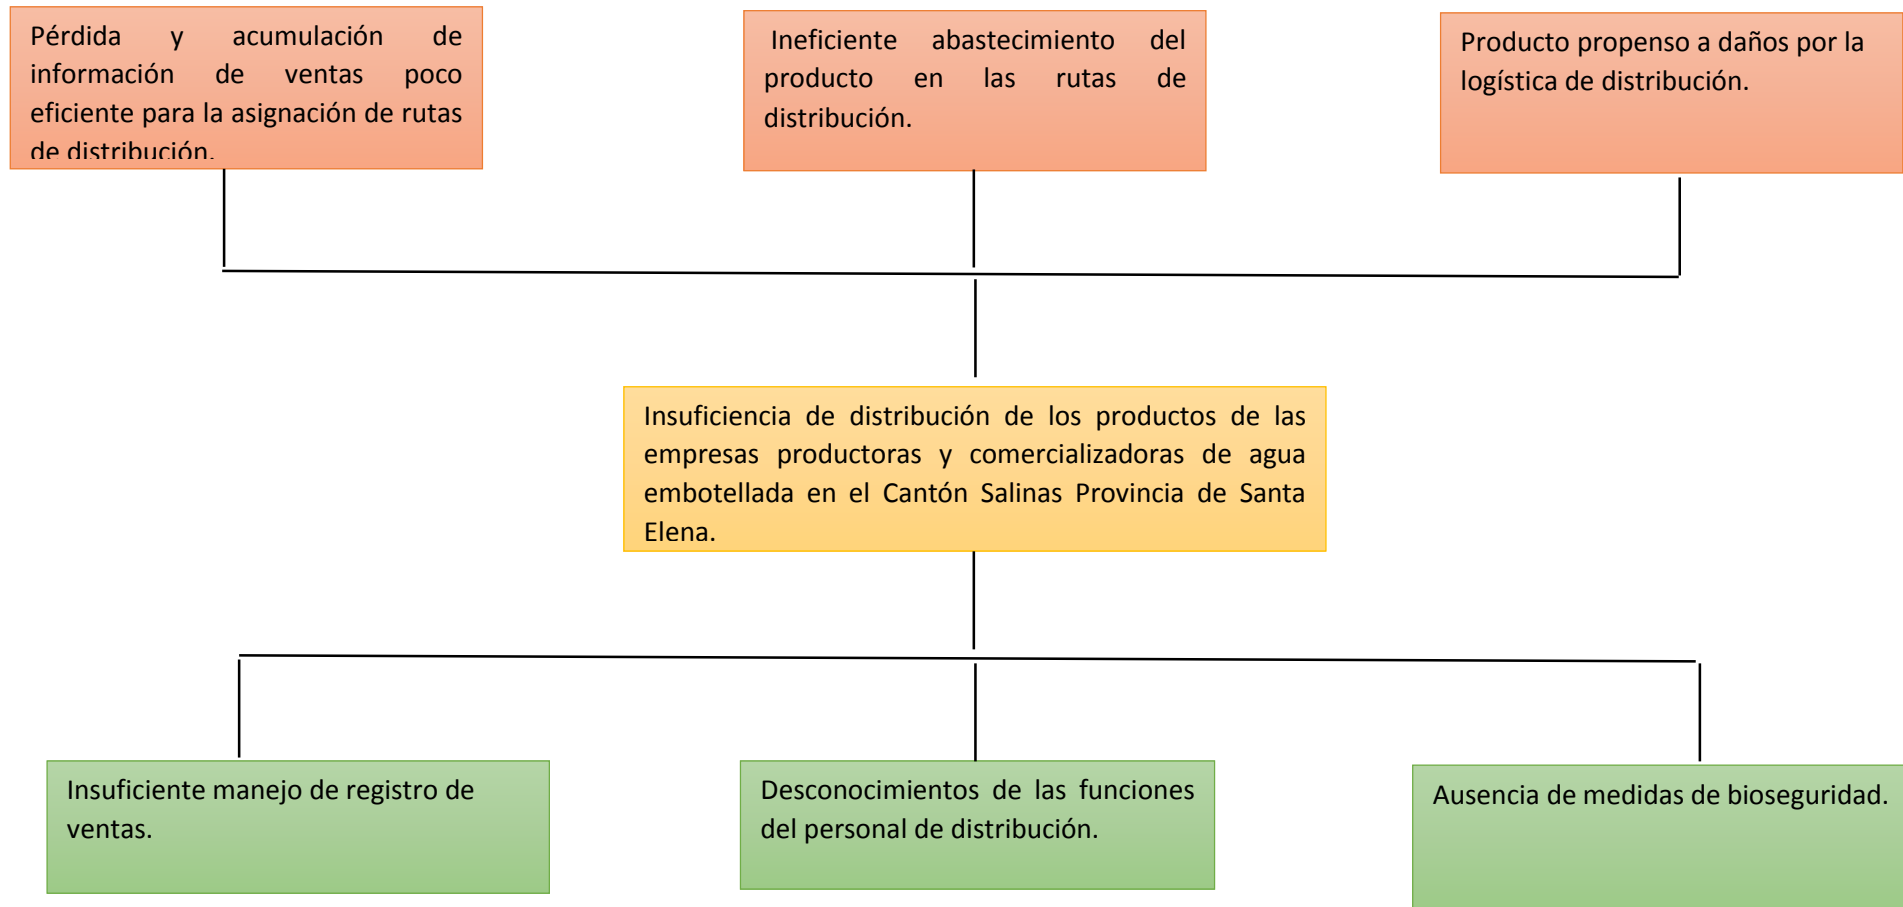 Pérdida y acumulación de
información de ventas poco
eficiente para la asignación de rutas
de distribución.
Ineficiente abastecimiento del
producto en las rutas de
distribución.
Producto propenso a daños por la
logística de distribución.
Insuficiencia de distribución de los productos de las
empresas productoras y comercializadoras de agua
embotellada en el Cantón Salinas Provincia de Santa
Elena.
Insuficiente manejo de registro de
ventas.
Desconocimientos de las funciones
del personal de distribución.
Ausencia de medidas de bioseguridad.